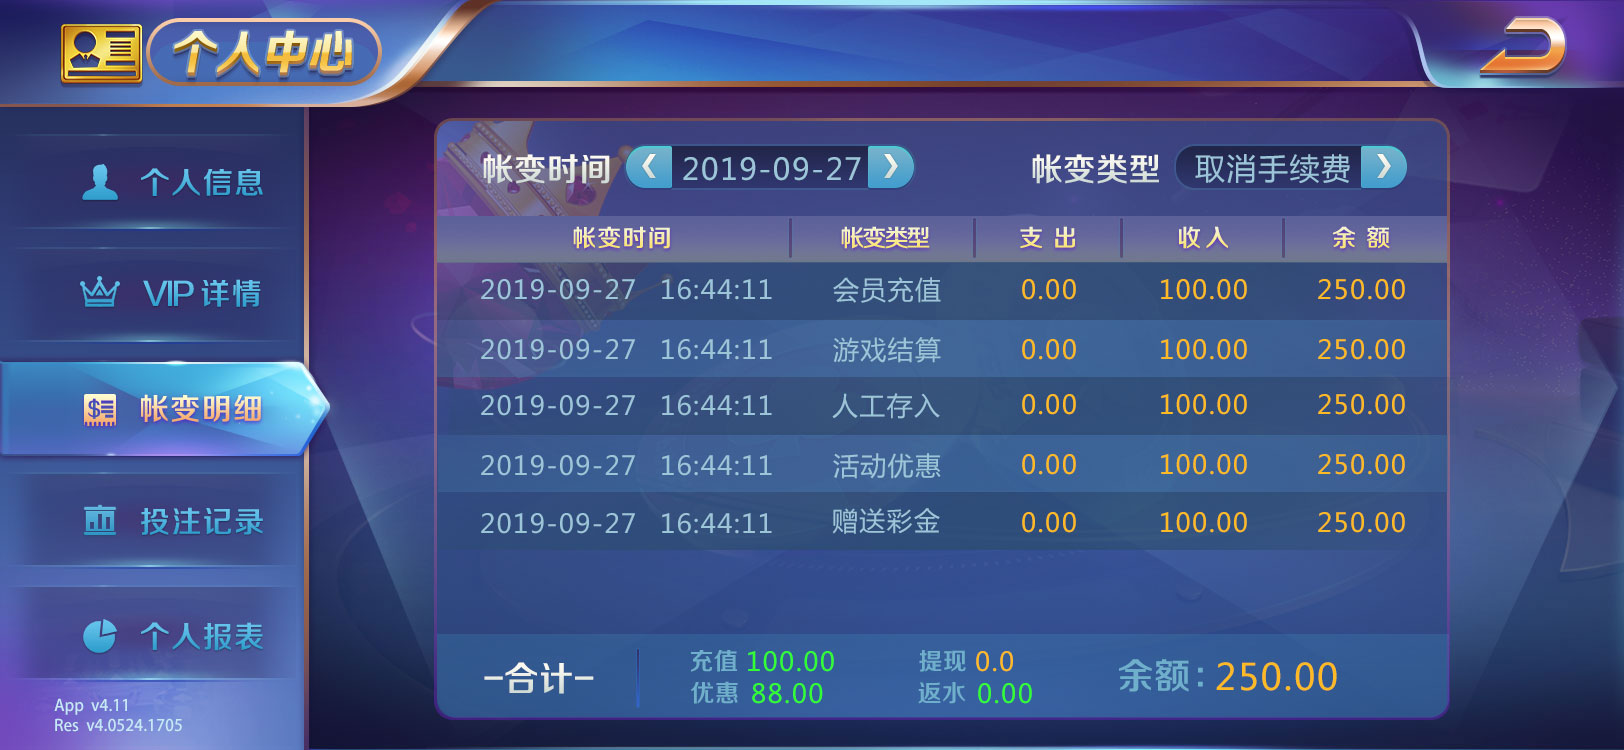 个人中心
个人信息
VIP 详情
帐变明细
投注记录
个人报表
App v4.11
Res v4.0524.1705
帐变时间 2019-09-27 帐变类型 取消手续费
帐变时间 帐变类型 支出 收入 余额
2019-09-27 16:44:11 会员充值 0.00 100.00 250.00
2019-09-27 16:44:11 游戏结算 0.00 100.00 250.00
2019-09-27 16:44:11 人工存入 0.00 100.00 250.00
2019-09-27 16:44:11 活动优惠 0.00 100.00 250.00
2019-09-27 16:44:11 赠送彩金 0.00 100.00 250.00
-合计-
充值 100.00 提现 0.0
优惠 88.00 返水 0.00
余额: 250.00